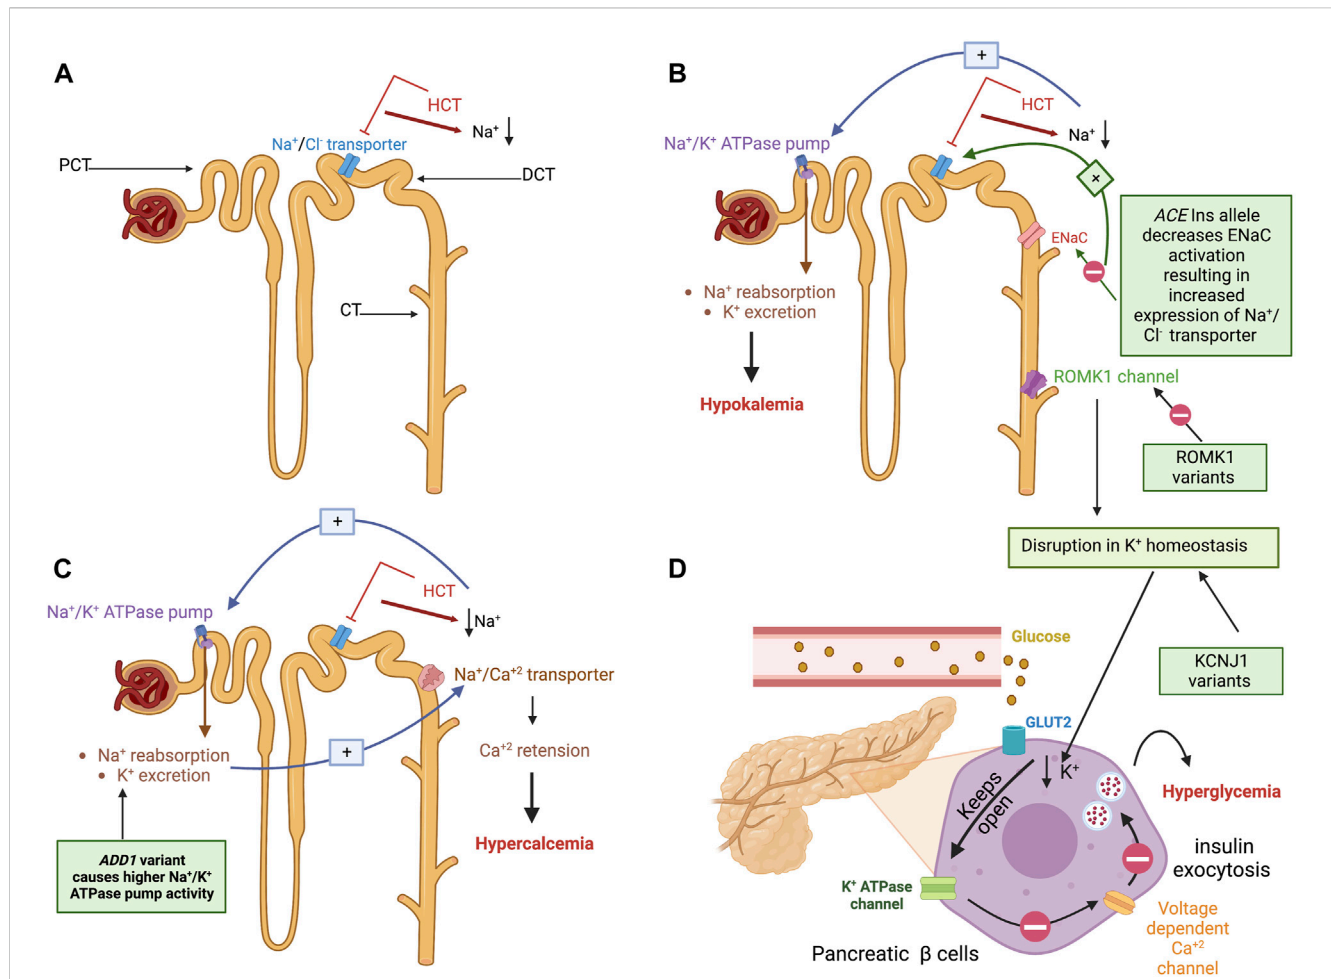 A
HCT
Na⁺
Na⁺/Cl⁻ transporter
PCT
DCT
CT
B
+
HCT
Na⁺
Na⁺/K⁺ ATPase pump
×
ACE Ins allele
decreases ENaC
activation
resulting in
increased
expression of Na⁺/
Cl⁻ transporter
ENaC
• Na⁺ reabsorption
• K⁺ excretion
Hypokalemia
ROMK1 channel
ROMK1
variants
Disruption in K⁺ homeostasis
C
+
HCT
Na⁺
Na⁺/K⁺ ATPase pump
Na⁺/Ca⁺² transporter
+
• Na⁺ reabsorption
• K⁺ excretion
Ca⁺² retension
Hypercalcemia
ADD1 variant
causes higher Na⁺/K⁺
ATPase pump activity
D
Glucose
KCNJ1
variants
GLUT2
K⁺
Keeps
open
Hyperglycemia
insulin
exocytosis
K⁺ ATPase
channel
Voltage
dependent
Ca⁺²
channel
Pancreatic β cells